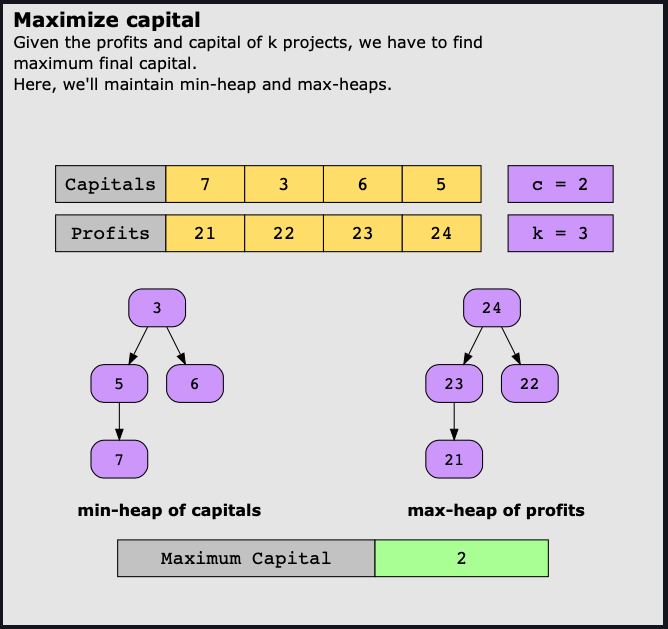 Maximize capital
Given the profits and capital of k projects, we have to find
maximum final capital.
Here, we'll maintain min-heap and max-heaps.
Capitals 7 3 6 5 c = 2
Profits 21 22 23 24 k = 3
3 24
5 6 23 22
7 21
min-heap of capitals max-heap of profits
Maximum Capital 2